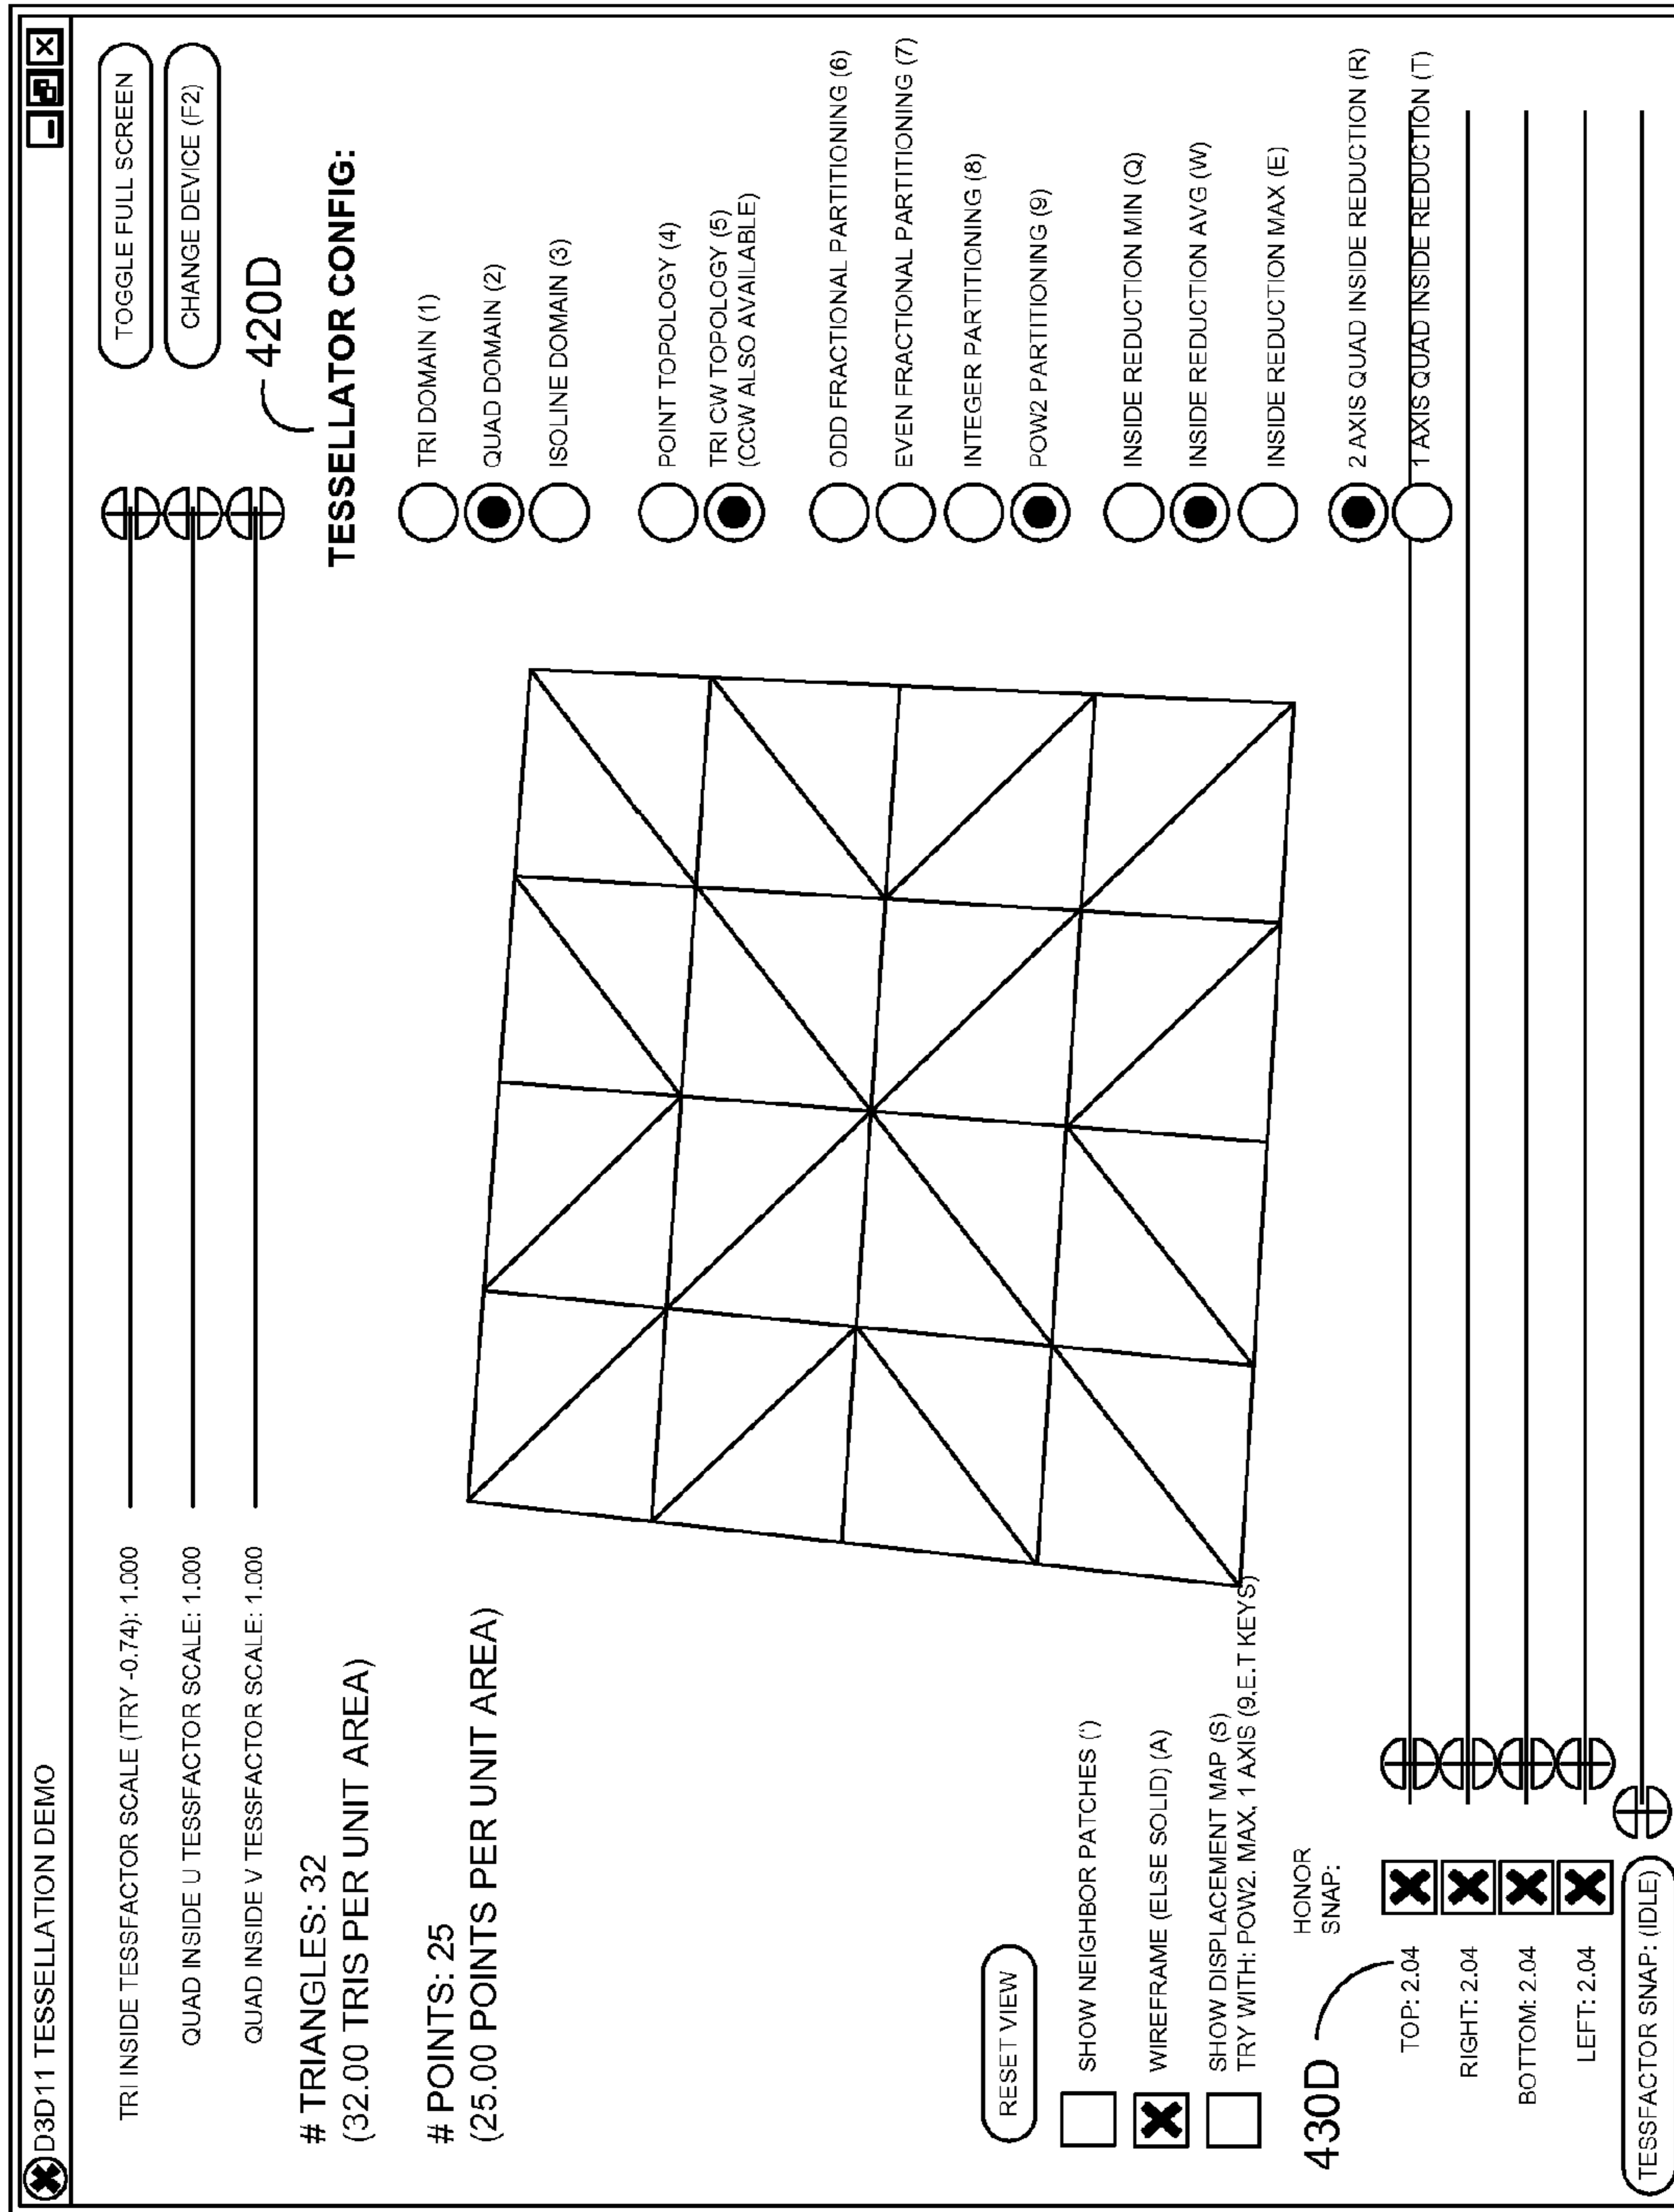 D3D11 TESSELLATION DEMO
TRI INSIDE TESSFACTOR SCALE (TRY -0.74): 1.000
QUAD INSIDE U TESSFACTOR SCALE: 1.000
QUAD INSIDE V TESSFACTOR SCALE: 1.000
TOGGLE FULL SCREEN
CHANGE DEVICE (F2)
420D
# TRIANGLES: 32
(32.00 TRIS PER UNIT AREA)
# POINTS: 25
(25.00 POINTS PER UNIT AREA)
TESSELLATOR CONFIG:
TRI DOMAIN (1)
QUAD DOMAIN (2)
ISOLINE DOMAIN (3)
POINT TOPOLOGY (4)
TRI CW TOPOLOGY (5)
(CCW ALSO AVAILABLE)
ODD FRACTIONAL PARTITIONING (6)
EVEN FRACTIONAL PARTITIONING (7)
INTEGER PARTITIONING (8)
POW2 PARTITIONING (9)
INSIDE REDUCTION MIN (Q)
INSIDE REDUCTION AVG (W)
INSIDE REDUCTION MAX (E)
2 AXIS QUAD INSIDE REDUCTION (R)
1 AXIS QUAD INSIDE REDUCTION (T)
RESET VIEW
SHOW NEIGHBOR PATCHES (')
WIREFRAME (ELSE SOLID) (A)
SHOW DISPLACEMENT MAP (S)
TRY WITH: POW2. MAX, 1 AXIS (9,E.T KEYS)
430D
HONOR
SNAP:
TOP: 2.04
RIGHT: 2.04
BOTTOM: 2.04
LEFT: 2.04
TESSFACTOR SNAP: (IDLE)